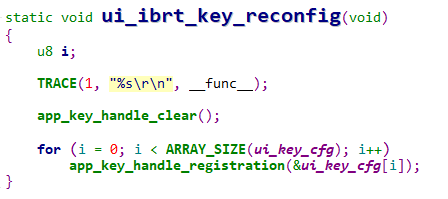 static void ui_ibrt_key_reconfig(void)
{
    u8 i;

    TRACE(1, "%s\r\n", __func__);

    app_key_handle_clear();

    for (i = 0; i < ARRAY_SIZE(ui_key_cfg); i++)
        app_key_handle_registration(&ui_key_cfg[i]);
}